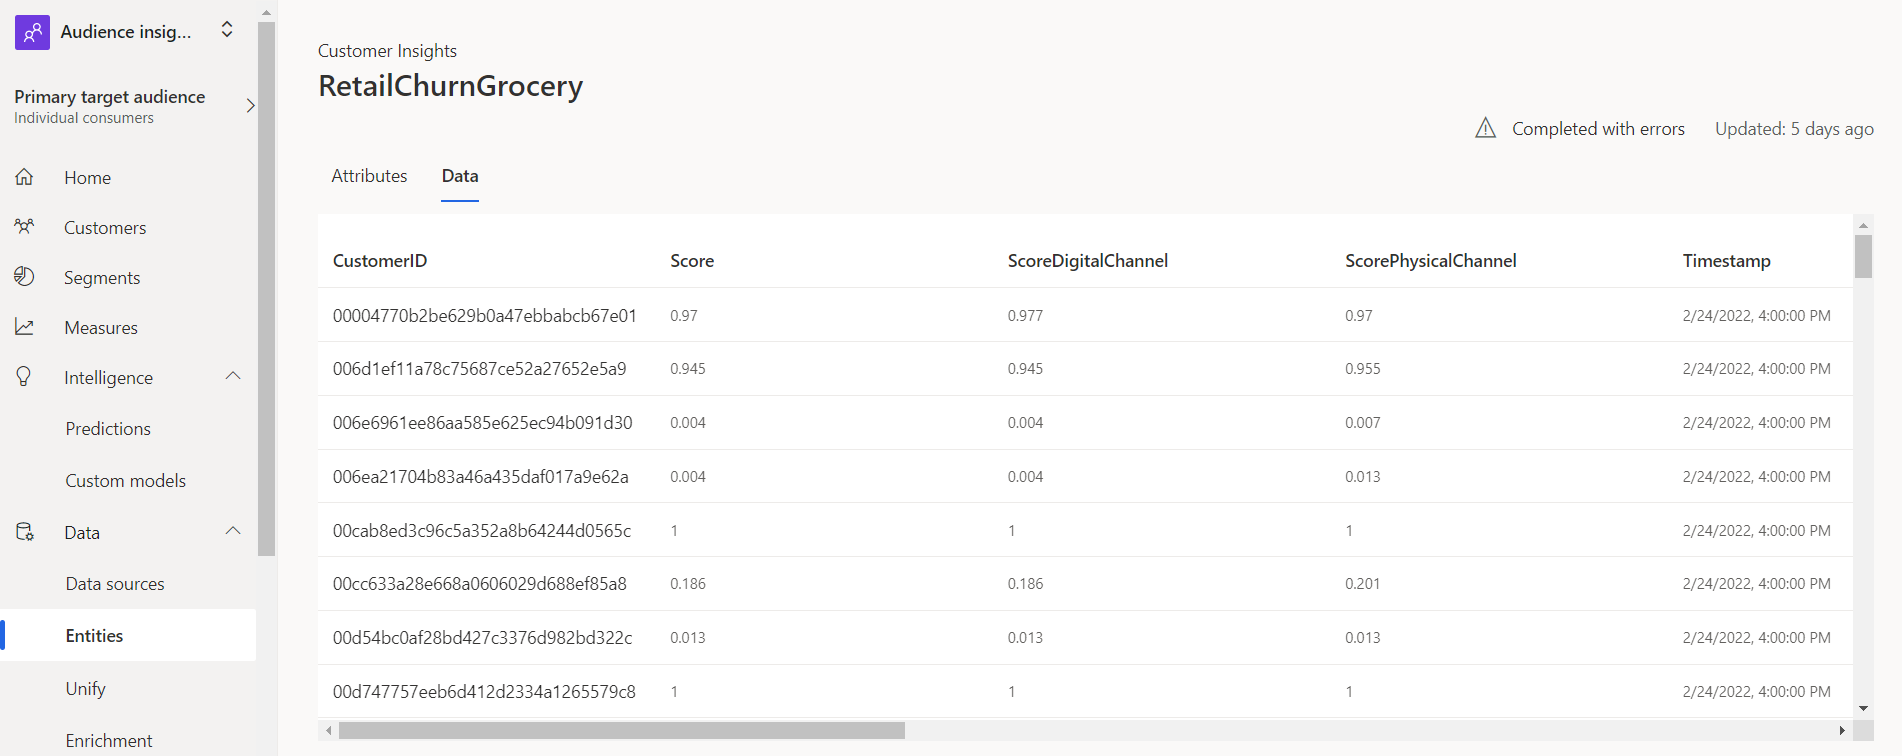 Audience insig...
Primary target audience
Individual consumers
Home
Customers
Segments
Measures
Intelligence
Predictions
Custom models
Data
Data sources
Entities
Unify
Enrichment
Customer Insights
RetailChurnGrocery
Completed with errors Updated: 5 days ago
Attributes Data
CustomerID Score ScoreDigitalChannel ScorePhysicalChannel Timestamp
00004770b2be629b0a47ebbabcb67e01 0.97 0.977 0.97 2/24/2022, 4:00:00 PM
006d1ef11a78c75687ce52a27652e5a9 0.945 0.945 0.955 2/24/2022, 4:00:00 PM
006e6961ee86aa585e625ec94b091d30 0.004 0.004 0.007 2/24/2022, 4:00:00 PM
006ea21704b83a46a435daf017a9e62a 0.004 0.004 0.013 2/24/2022, 4:00:00 PM
00cab8ed3c96c5a352a8b64244d0565c 1 1 1 2/24/2022, 4:00:00 PM
00cc633a28e668a0606029d688ef85a8 0.186 0.186 0.201 2/24/2022, 4:00:00 PM
00d54bc0af28bd427c3376d982bd322c 0.013 0.013 0.013 2/24/2022, 4:00:00 PM
00d747757eeb6d412d2334a1265579c8 1 1 1 2/24/2022, 4:00:00 PM